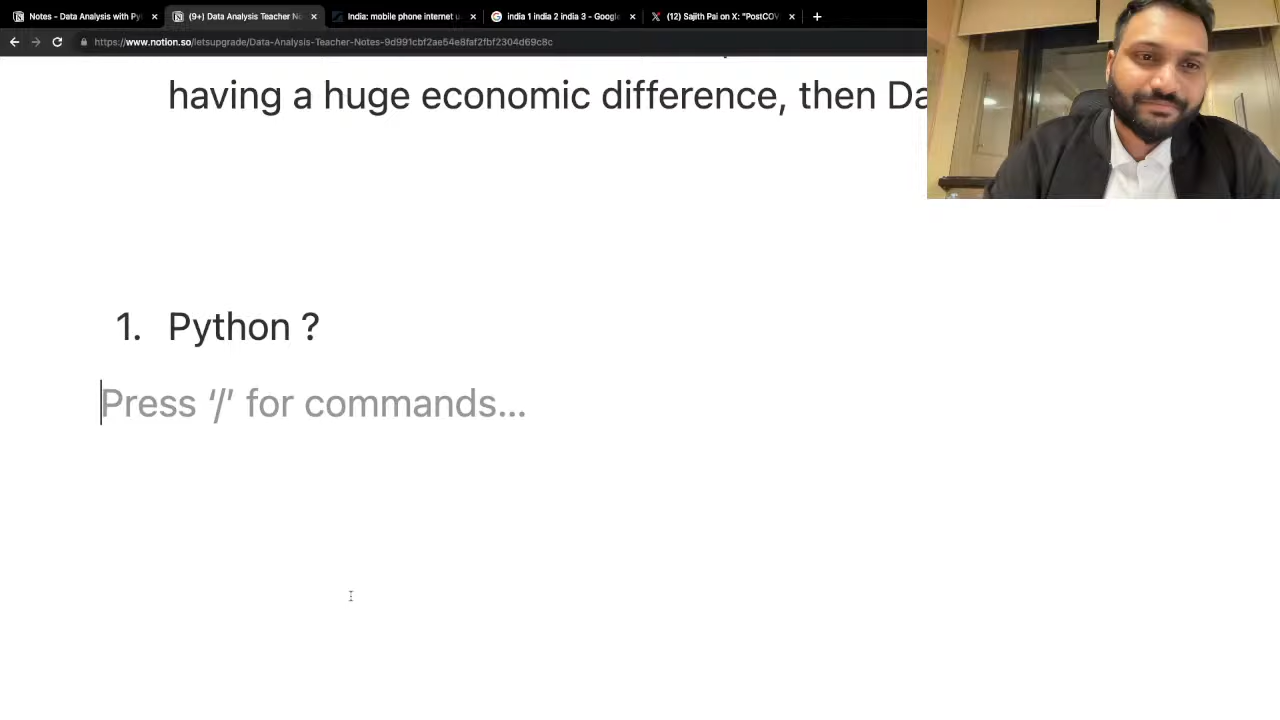 Notes - Data Analysis with Py
(9+) Data Analysis Teacher No
India: mobile phone internet u
india 1 india 2 india 3 - Google
(12) Sajith Pai on X: "PostCOV
https://www.notion.so/letsupgrade/Data-Analysis-Teacher-Notes-9d991cbf2ae54e8faf2fbf2304d69c8c
having a huge economic difference, then Da
1. Python ?
Press ‘/’ for commands...